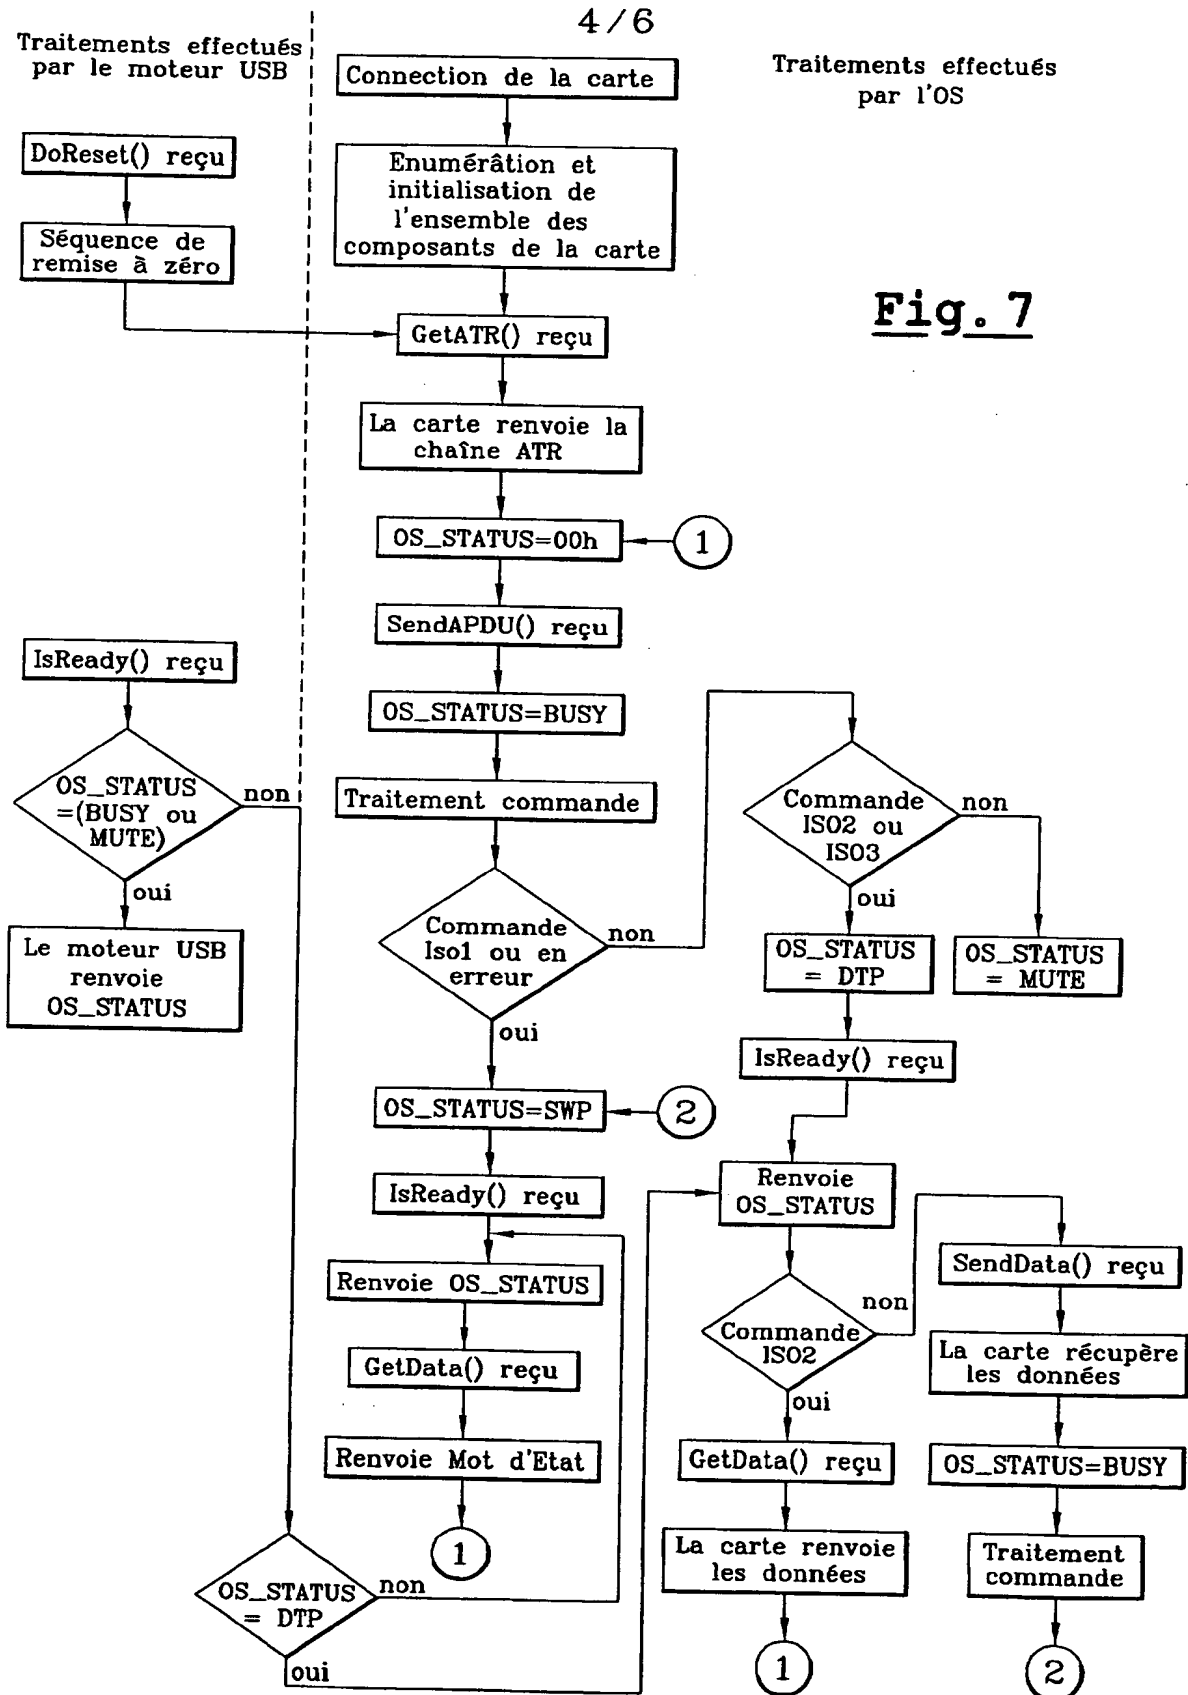 4/6
Traitements effectués
par le moteur USB
Traitements effectués
par l'OS
Connection de la carte
DoReset() reçu
Enumérâtion et
initialisation de
l'ensemble des
composants de la carte
Séquence de
remise à zéro
Fig. 7
GetATR() reçu
La carte renvoie la
chaîne ATR
OS_STATUS=00h
1
SendAPDU() reçu
IsReady() reçu
OS_STATUS=BUSY
OS_STATUS
=(BUSY ou
MUTE)
non
oui
Le moteur USB
renvoie
OS_STATUS
Traitement commande
Commande
Iso1 ou en
erreur
non
oui
Commande
ISO2 ou
ISO3
non
oui
OS_STATUS
= DTP
OS_STATUS
= MUTE
IsReady() reçu
OS_STATUS=SWP
2
IsReady() reçu
Renvoie
OS_STATUS
Renvoie OS_STATUS
SendData() reçu
Commande
ISO2
non
oui
GetData() reçu
La carte récupère
les données
Renvoie Mot d'Etat
GetData() reçu
OS_STATUS=BUSY
1
La carte renvoie
les données
Traitement
commande
OS_STATUS
= DTP
non
oui
1
2